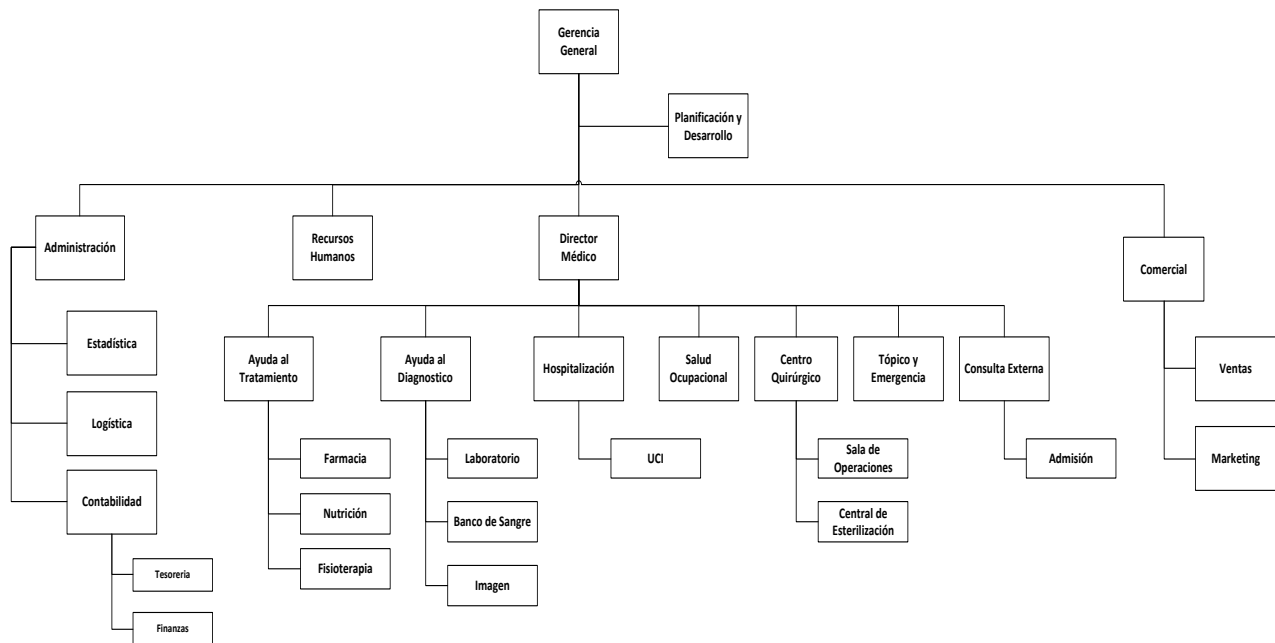 Gerencia
General
Planificación y
Desarrollo
Administración
Recursos
Humanos
Director
Médico
Comercial
Estadística
Logística
Contabilidad
Tesoreria
Finanzas
Ayuda al
Tratamiento
Farmacia
Nutrición
Fisioterapia
Ayuda al
Diagnostico
Laboratorio
Banco de Sangre
Imagen
Hospitalización
UCI
Salud
Ocupacional
Centro
Quirúrgico
Sala de
Operaciones
Central de
Esterilización
Tópico y
Emergencia
Consulta Externa
Admisión
Ventas
Marketing